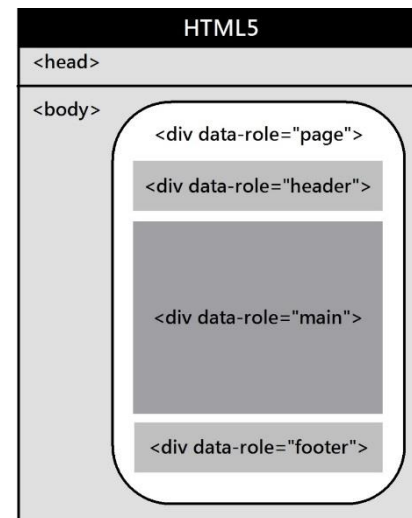 HTML5
<head>
<body>
<div data-role="page">
<div data-role="header">
<div data-role="main">
<div data-role="footer">